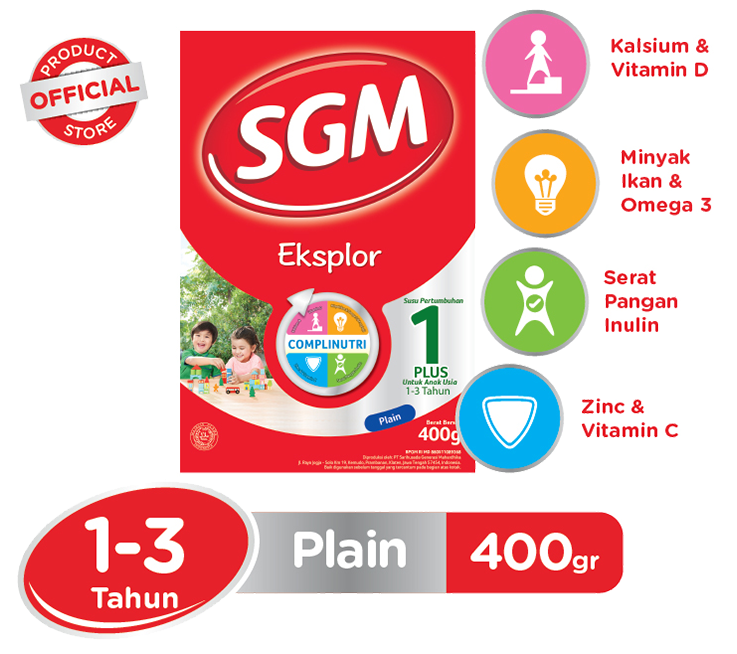 PRODUCT
OFFICIAL
STORE
SGM
Eksplor
Susu Pertumbuhan
1
PLUS
Untuk Anak Usia
1-3 Tahun
COMPLINUTRI
Plain
400g
Kalsium &
Vitamin D
Minyak
Ikan &
Omega 3
Serat
Pangan
Inulin
Zinc &
Vitamin C
1-3
Tahun
Plain
400gr